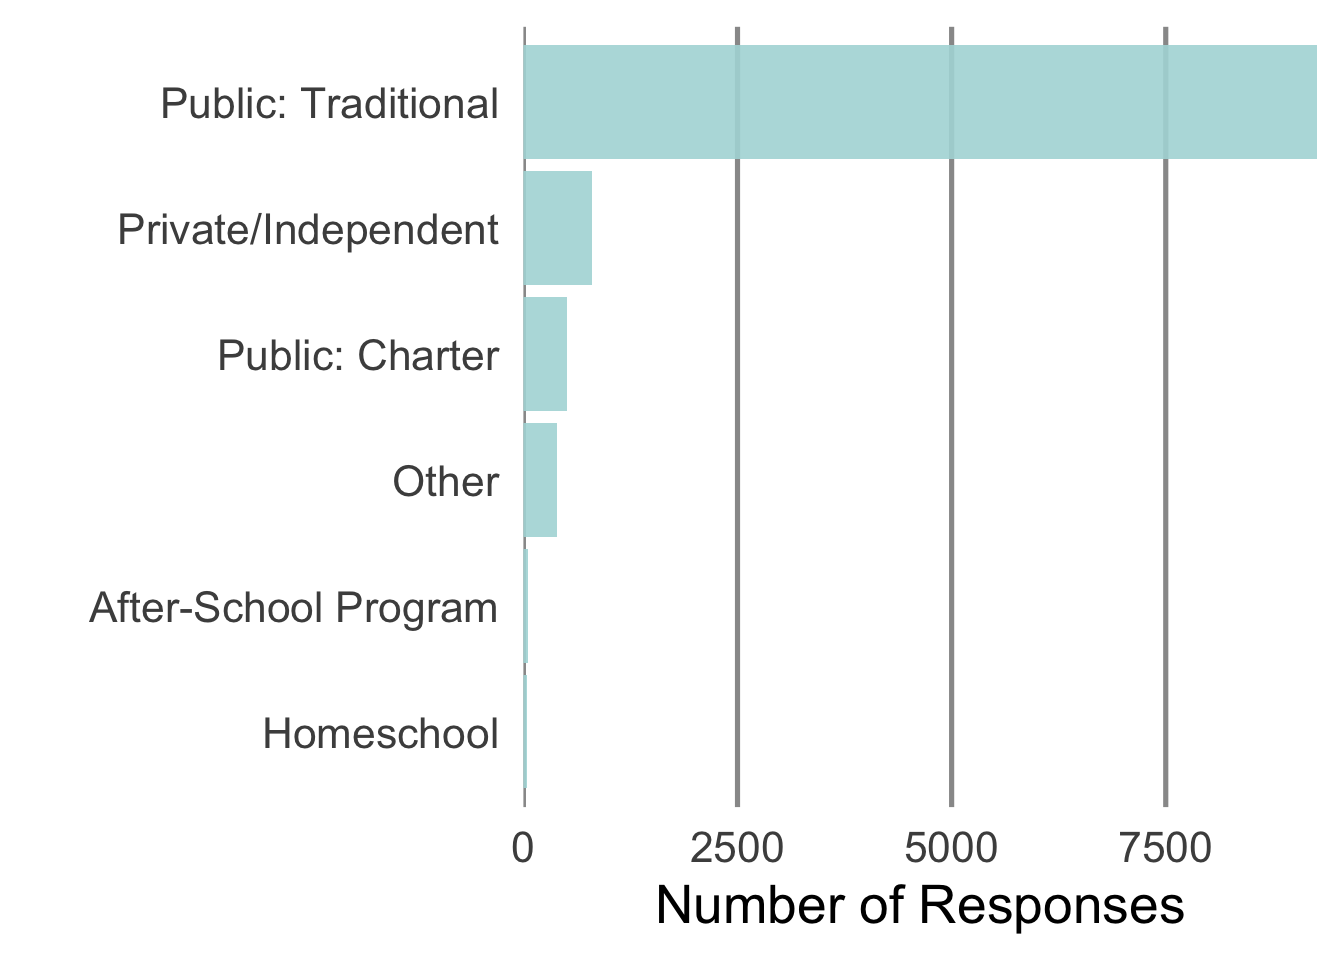 Public: Traditional
Private/Independent
Public: Charter
Other
After-School Program
Homeschool
0 2500 5000 7500
Number of Responses